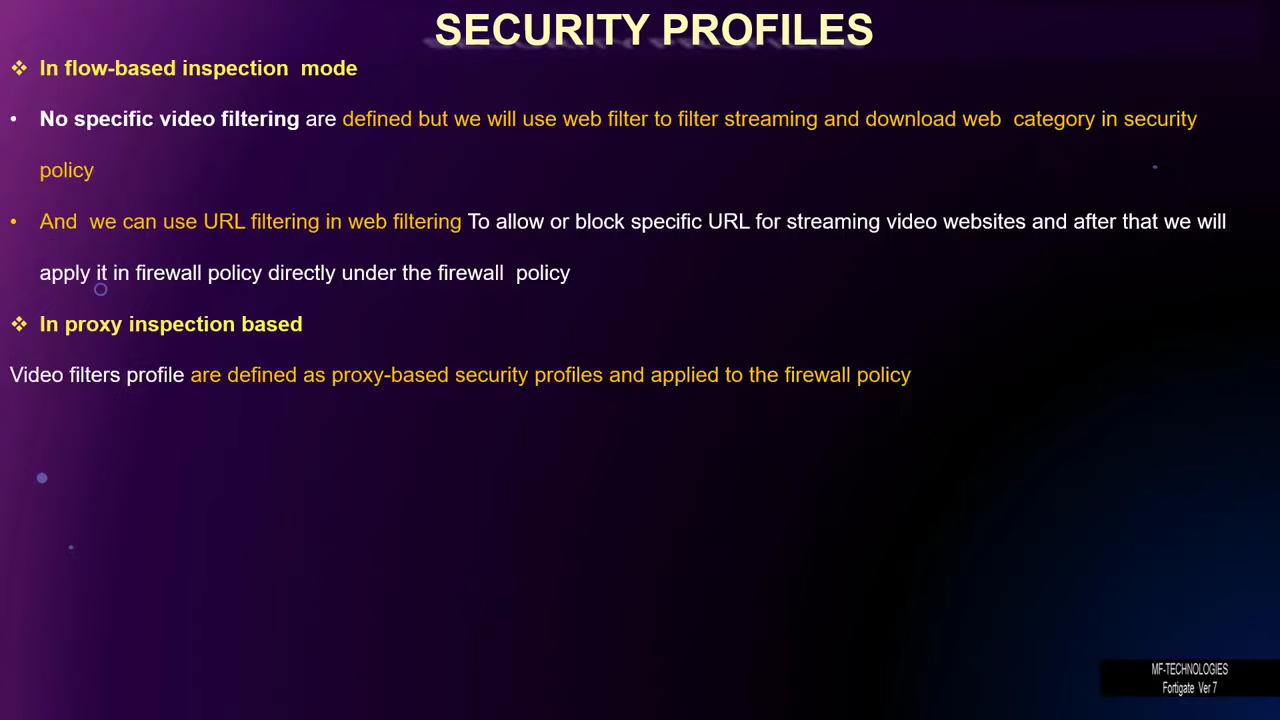 SECURITY PROFILES
❖ In flow-based inspection  mode
• No specific video filtering are defined but we will use web filter to filter streaming and download web  category in security
policy
• And  we can use URL filtering in web filtering To allow or block specific URL for streaming video websites and after that we will
apply it in firewall policy directly under the firewall  policy
❖ In proxy inspection based
Video filters profile are defined as proxy-based security profiles and applied to the firewall policy
MF-TECHNOLOGIES
Fortigate  Ver 7